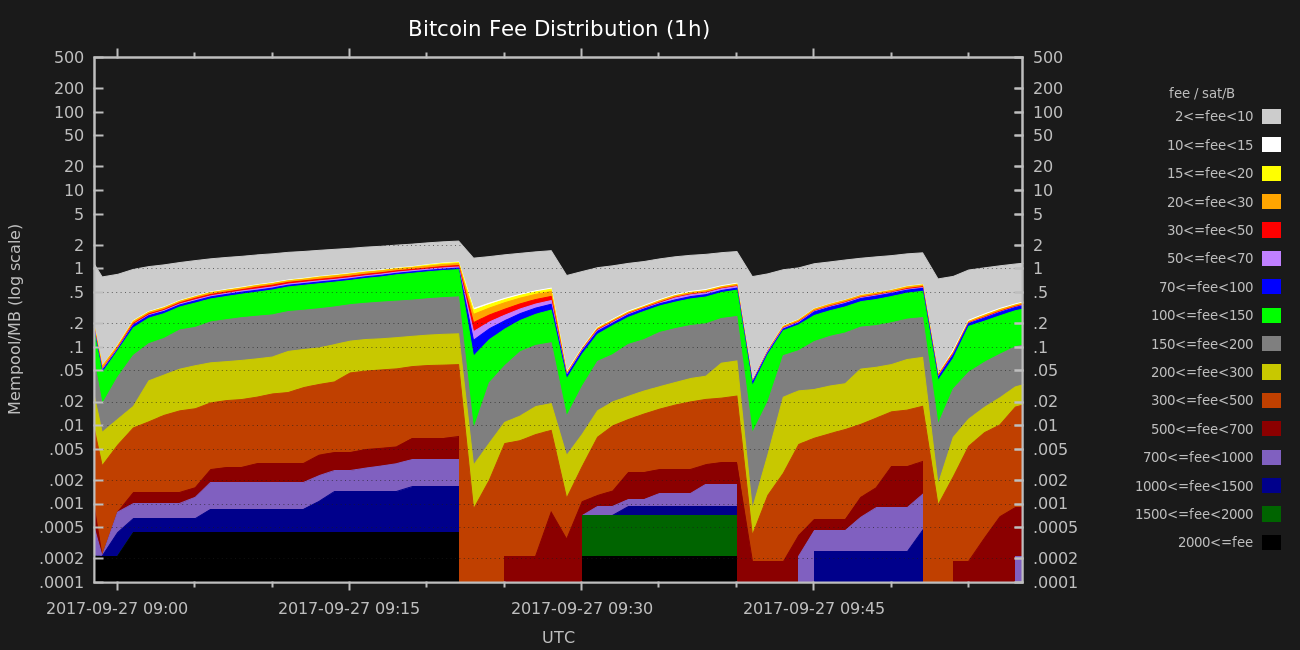 Bitcoin Fee Distribution (1h)
Mempool/MB (log scale)
500
200
100
50
20
10
5
2
1
.5
.2
.1
.05
.02
.01
.005
.002
.001
.0005
.0002
.0001
500
200
100
50
20
10
5
2
1
.5
.2
.1
.05
.02
.01
.005
.002
.001
.0005
.0002
.0001
fee / sat/B
2<=fee<10
10<=fee<15
15<=fee<20
20<=fee<30
30<=fee<50
50<=fee<70
70<=fee<100
100<=fee<150
150<=fee<200
200<=fee<300
300<=fee<500
500<=fee<700
700<=fee<1000
1000<=fee<1500
1500<=fee<2000
2000<=fee
2017-09-27 09:00 2017-09-27 09:15 2017-09-27 09:30 2017-09-27 09:45
UTC